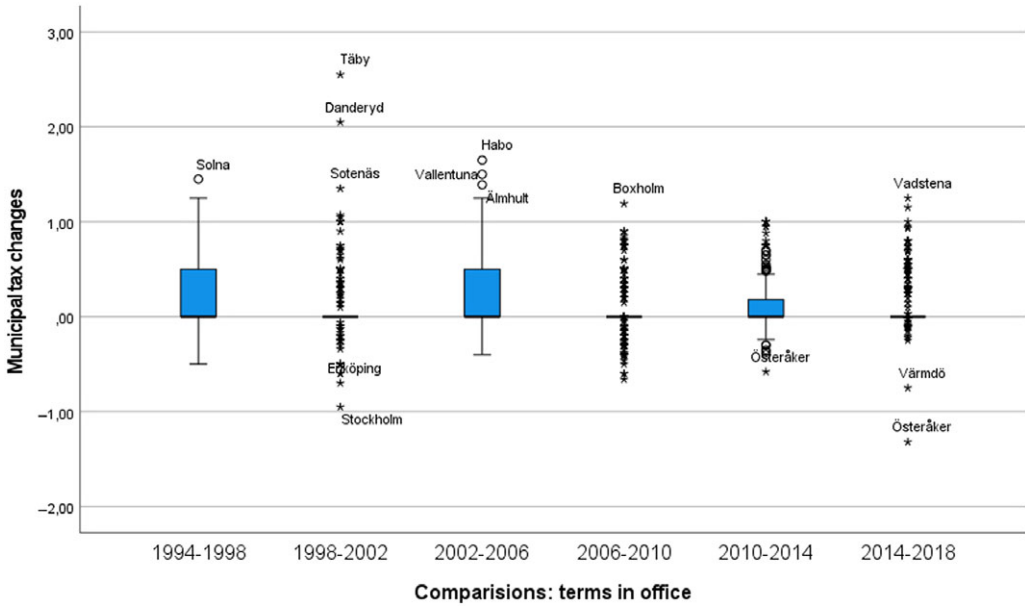 Municipal tax changes
3,00
2,00
1,00
,00
–1,00
–2,00
Täby
Danderyd
Solna
Sotenäs
Habo
Vallentuna
Älmhult
Boxholm
Vadstena
Enköping
Stockholm
Österåker
Värmdö
Österåker
1994-1998
1998-2002
2002-2006
2006-2010
2010-2014
2014-2018
Comparisions: terms in office